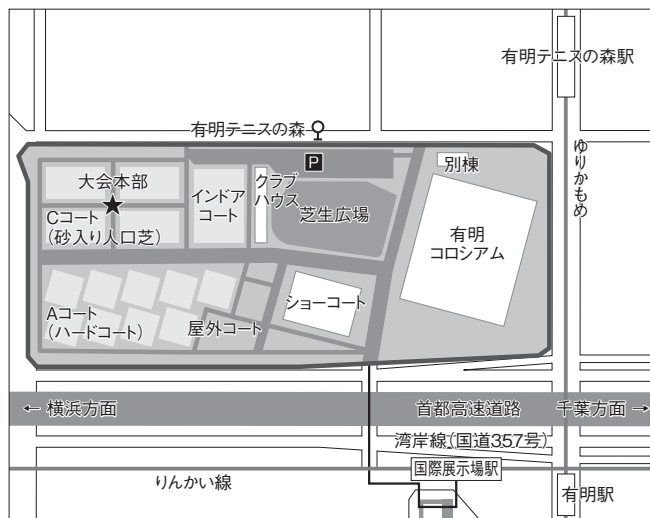 有明テニスの森駅
有明テニスの森
P
ゆりかもめ
大会本部
Cコート
(砂入り人口芝)
インドア
コート
クラブ
ハウス
芝生広場
別棟
有明
コロシアム
Aコート
(ハードコート)
屋外コート
ショーコート
← 横浜方面
首都高速道路
千葉方面 →
湾岸線(国道357号)
国際展示場駅
りんかい線
有明駅